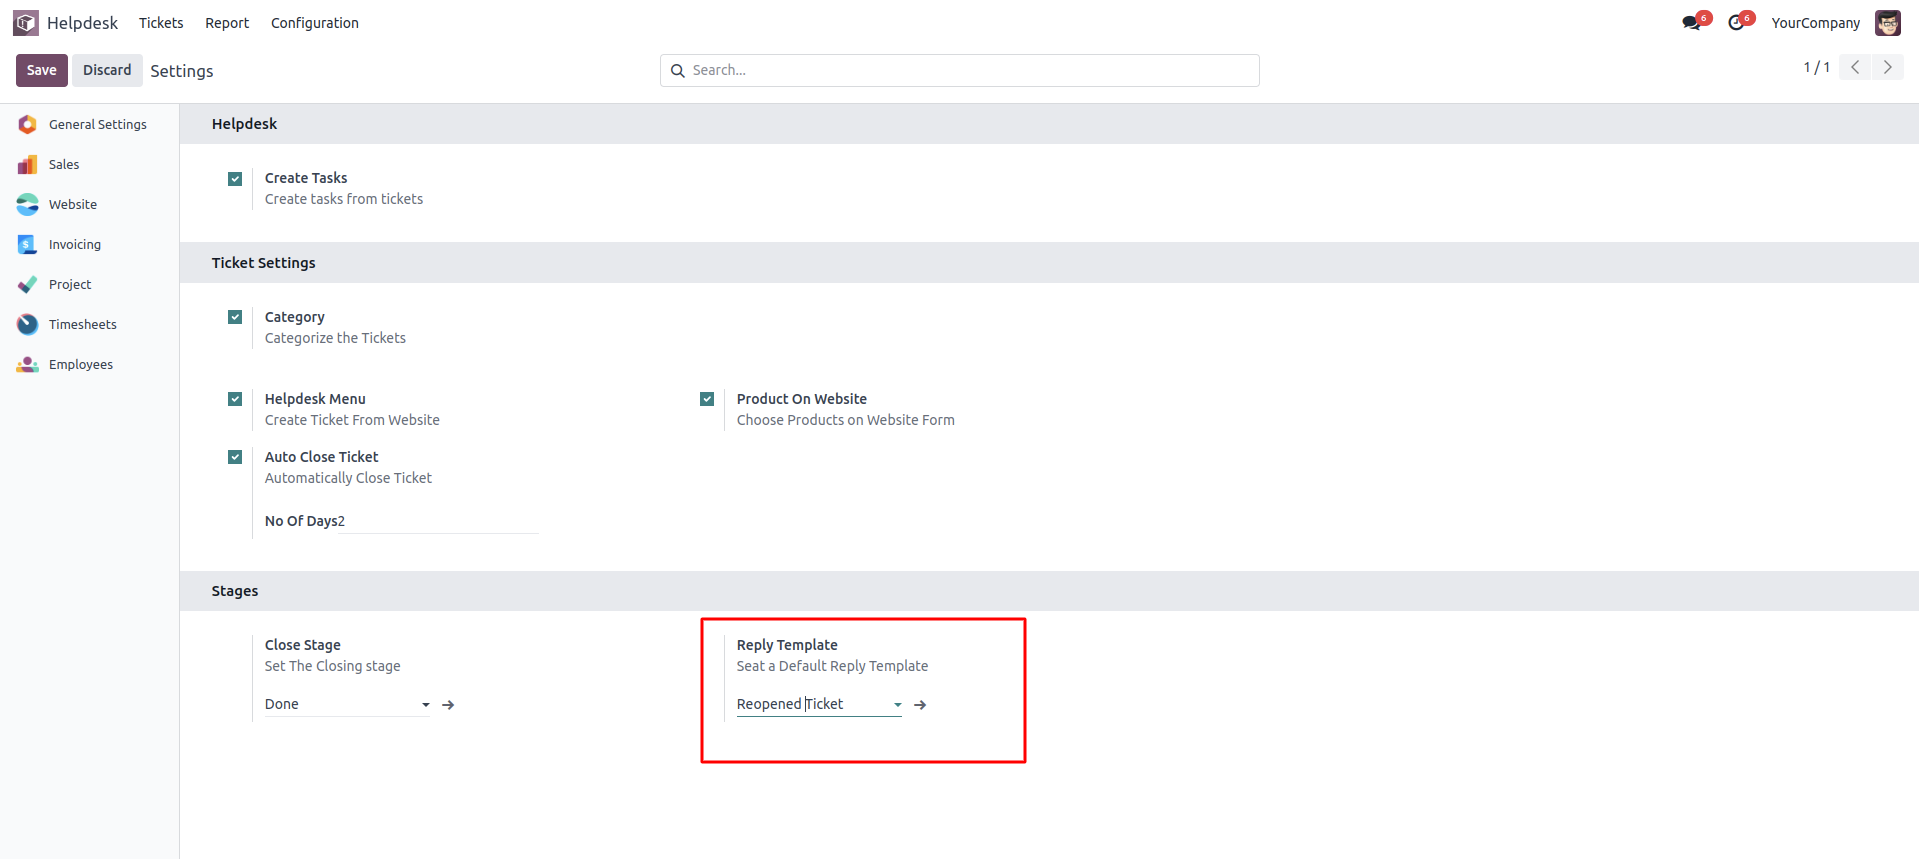 Helpdesk Tickets Report Configuration 6 6 YourCompany
Save Discard Settings Search... 1 / 1
General Settings
Sales
Website
$ Invoicing
Project
Timesheets
Employees
Helpdesk
Create Tasks
Create tasks from tickets
Ticket Settings
Category
Categorize the Tickets
Helpdesk Menu
Create Ticket From Website
Product On Website
Choose Products on Website Form
Auto Close Ticket
Automatically Close Ticket
No Of Days2
Stages
Close Stage
Set The Closing stage
Done
Reply Template
Seat a Default Reply Template
Reopened Ticket